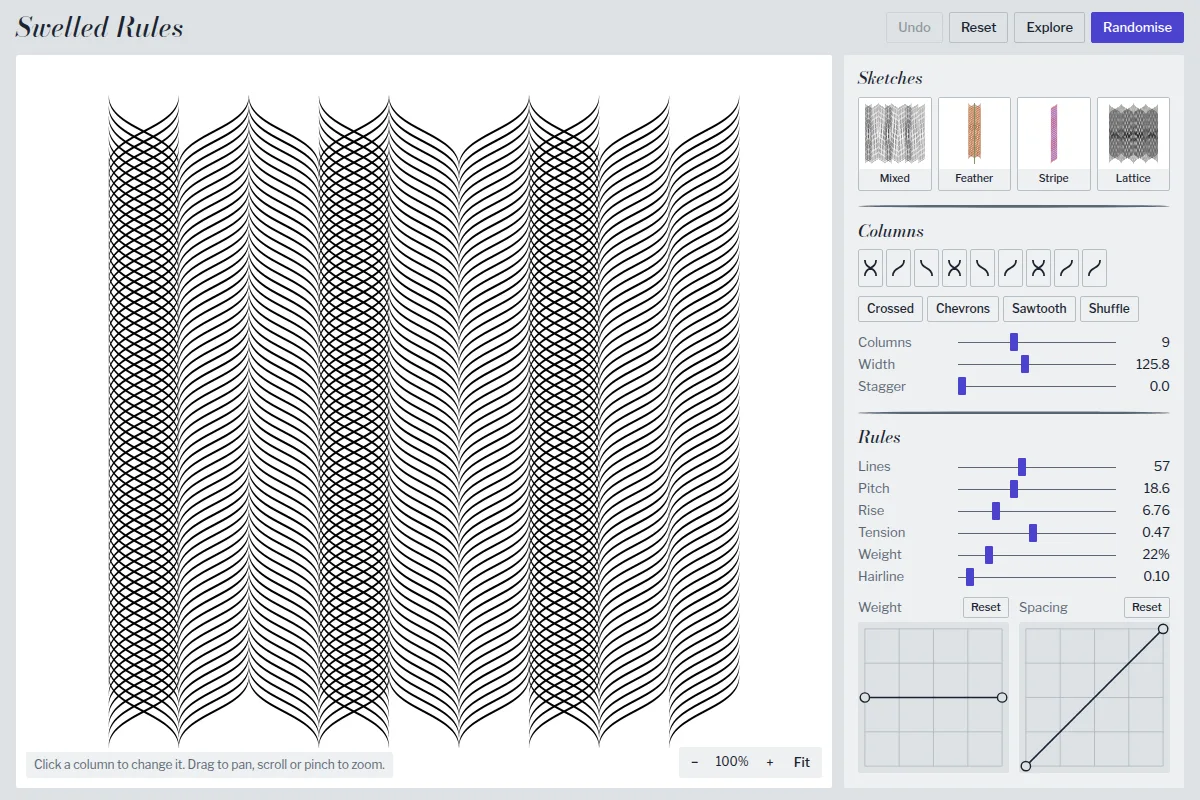 Swelled Rules
Undo Reset Explore Randomise
Sketches
Mixed Feather Stripe Lattice
Columns
Crossed Chevrons Sawtooth Shuffle
Columns 9
Width 125.8
Stagger 0.0
Rules
Lines 57
Pitch 18.6
Rise 6.76
Tension 0.47
Weight 22%
Hairline 0.10
Weight Reset Spacing Reset
Click a column to change it. Drag to pan, scroll or pinch to zoom.
− 100% + Fit